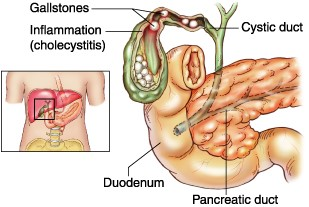 Gallstones
Inflammation
(cholecystitis)
Cystic duct
Duodenum
Pancreatic duct